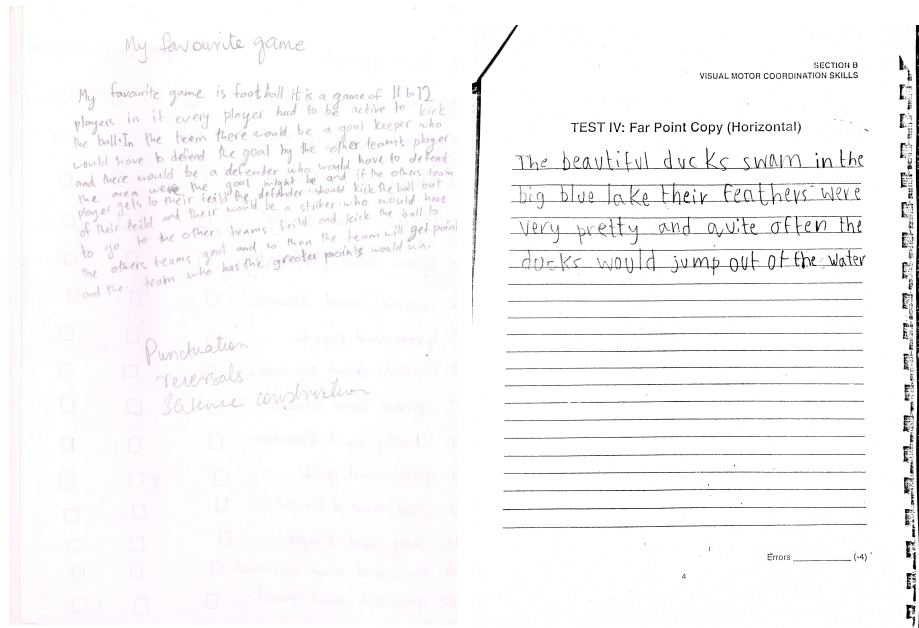 My favourite game
My favourite game is football it is a game of 11 to 12
players in it every player had to be active to kick
the ball. In the team there would be a goal keeper who
would have to defend the goal by the other teams player
and there would be a defender who would have to defend
the area were the goal might be and if the others team
player gets to their feild the defander should kick the ball out
of their feild and their would be a striker who would have
to go to the others teams feild and kick the ball to
the others teams goal and so then the team will get point
and the team who has the greater points would win.
Punctuation
reversals
Sentence construction
SECTION B
VISUAL MOTOR COORDINATION SKILLS
TEST IV: Far Point Copy (Horizontal)
The beautiful ducks swam in the
big blue lake their feathers were
very pretty and quite often the
ducks would jump out of the water
Errors (-4)
4